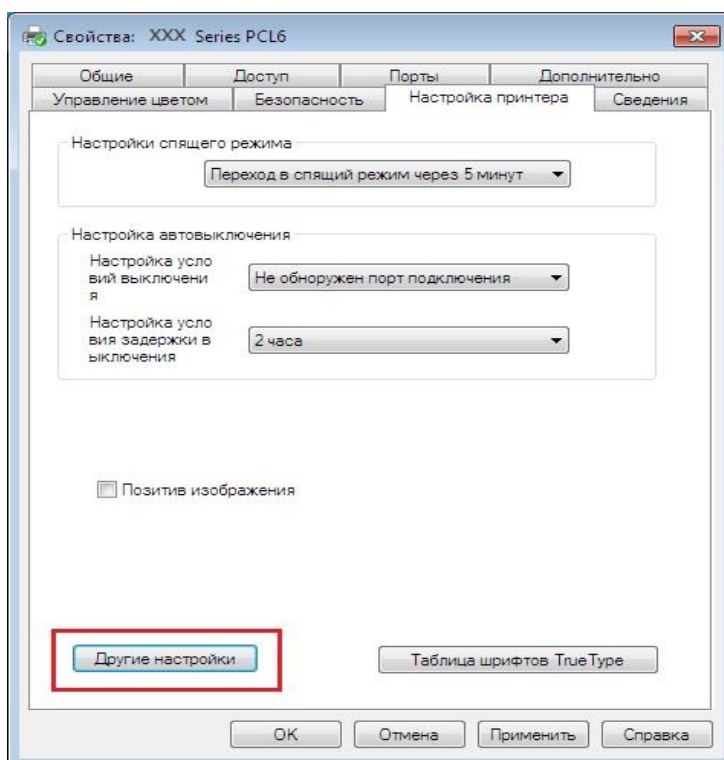 Свойства: XXX Series PCL6
Общие Доступ Порты Дополнительно
Управление цветом Безопасность Настройка принтера Сведения
Настройки спящего режима
Переход в спящий режим через 5 минут
Настройка автовыключения
Настройка усло
вий выключени
я
Не обноружен порт подключения
Настройка усло
вия задержки в
ыключения
2 часа
Позитив изображения
Другие настройки Таблица шрифтов TrueType
OK Отмена Применить Справка